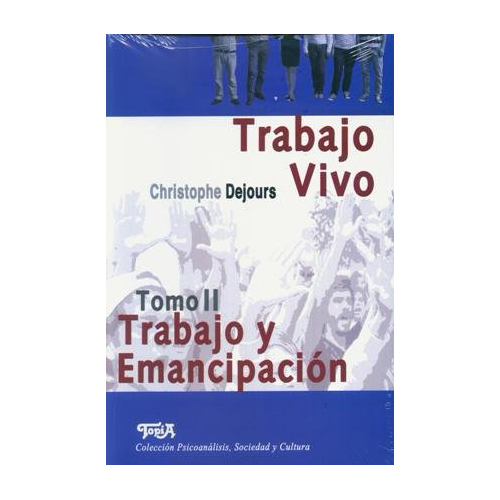 Trabajo
Vivo
Christophe Dejours
Tomo II
Trabajo y
Emancipación
Topía
Colección Psicoanálisis, Sociedad y Cultura